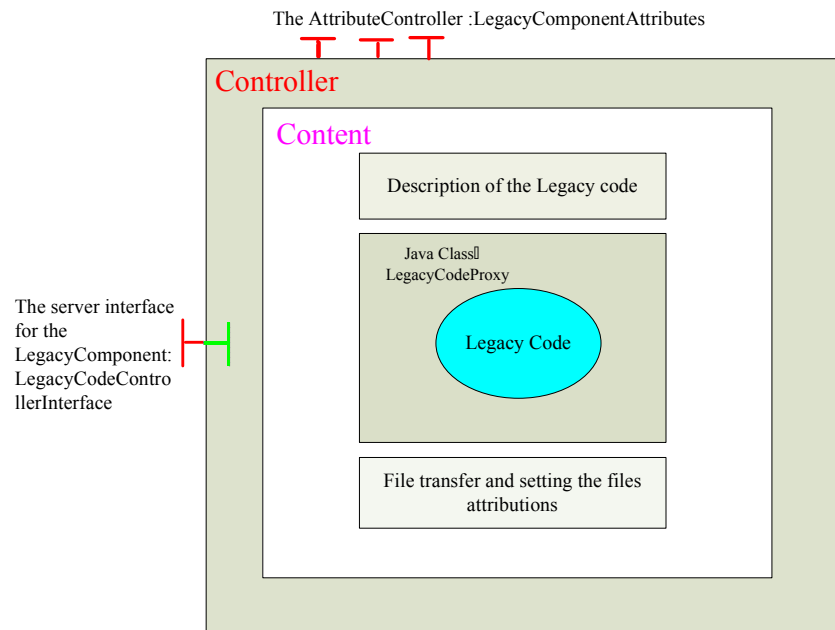 The AttributeController :LegacyComponentAttributes
Controller
Content
Description of the Legacy code
Java Class▯
LegacyCodeProxy
Legacy Code
The server interface
for the
LegacyComponent:
LegacyCodeContro
llerInterface
File transfer and setting the files
attributions